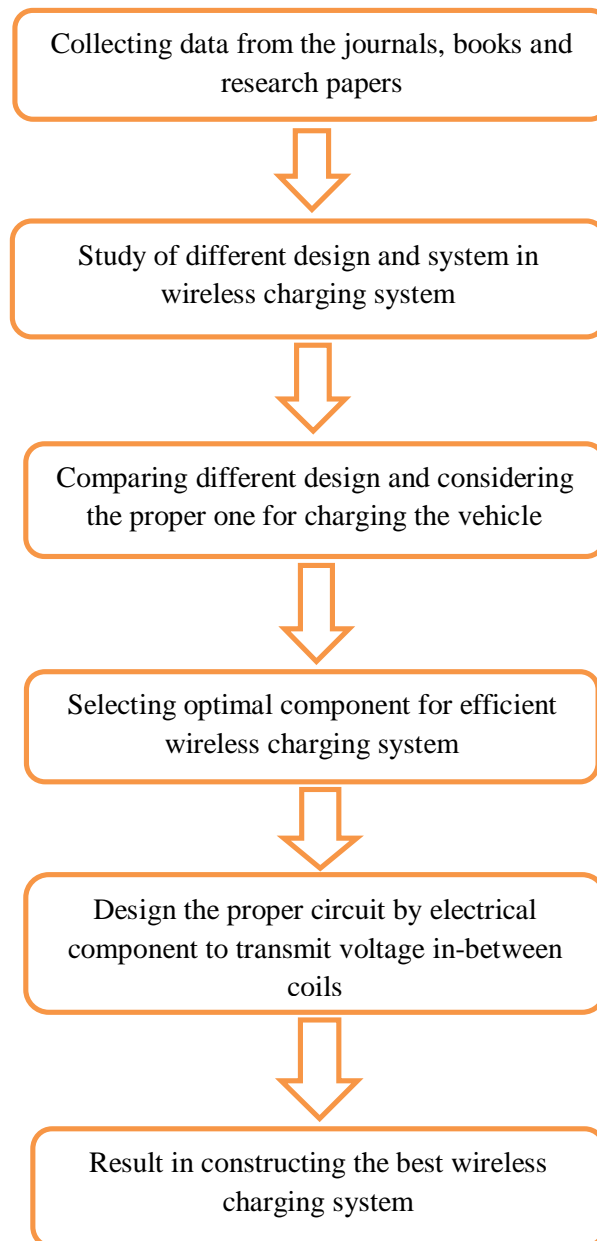 Collecting data from the journals, books and
research papers
Study of different design and system in
wireless charging system
Comparing different design and considering
the proper one for charging the vehicle
Selecting optimal component for efficient
wireless charging system
Design the proper circuit by electrical
component to transmit voltage in-between
coils
Result in constructing the best wireless
charging system